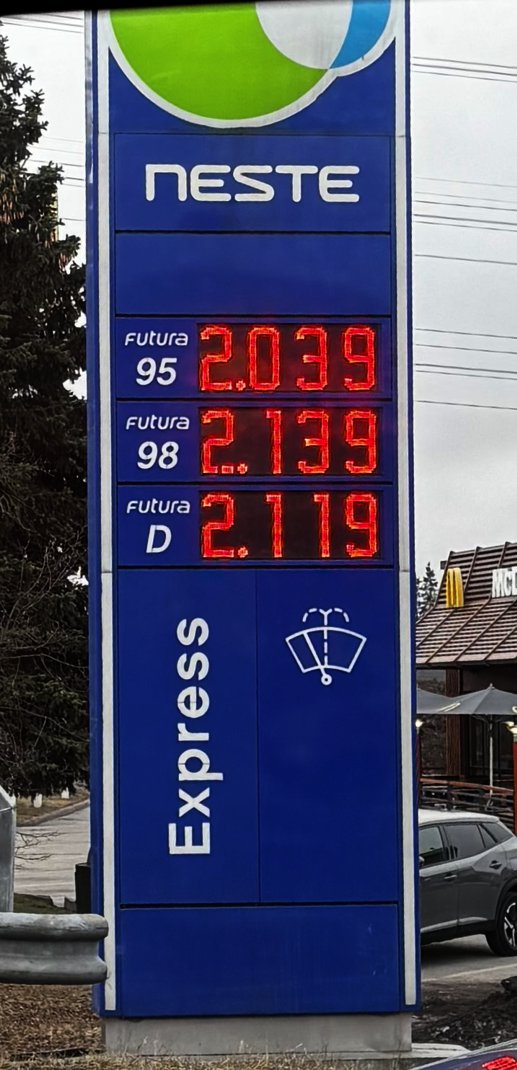 NESTE
Futura 95 2.039
Futura 98 2.139
Futura D 2.119
Express